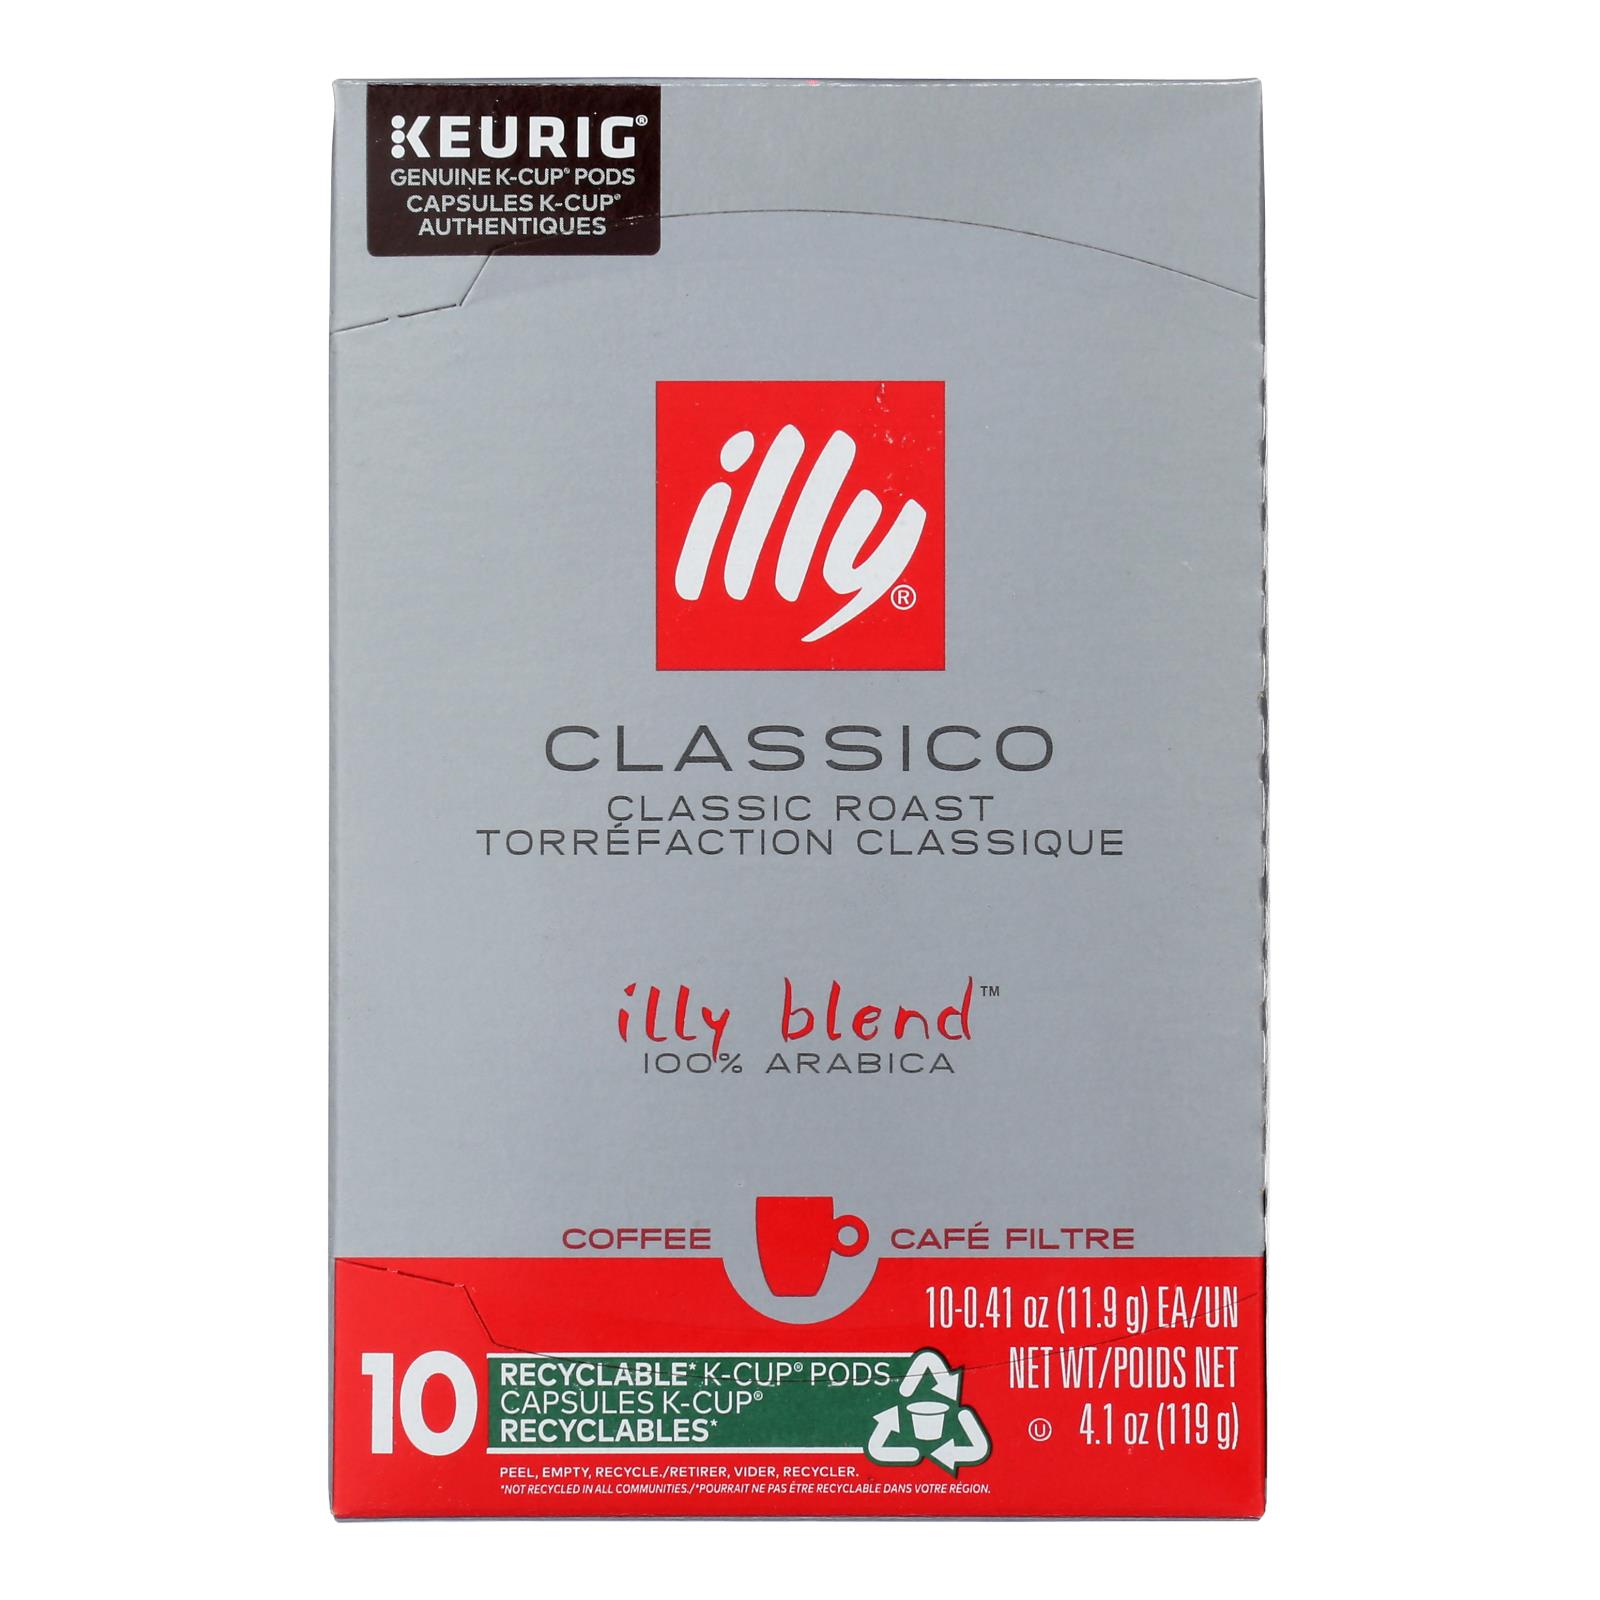 KEURIG®
GENUINE K-CUP® PODS
CAPSULES K-CUP®
AUTHENTIQUES
illy®
CLASSICO
CLASSIC ROAST
TORRÉFACTION CLASSIQUE
illy blend™
100% ARABICA
COFFEE CAFÉ FILTRE
10-0.41 oz (11.9 g) EA/UN
NET WT/POIDS NET
U 4.1 oz (119 g)
10
RECYCLABLE* K-CUP® PODS
CAPSULES K-CUP®
RECYCLABLES*
PEEL, EMPTY, RECYCLE./RETIRER, VIDER, RECYCLER.
*NOT RECYCLED IN ALL COMMUNITIES./*POURRAIT NE PAS ÊTRE RECYCLABLE DANS VOTRE RÉGION.